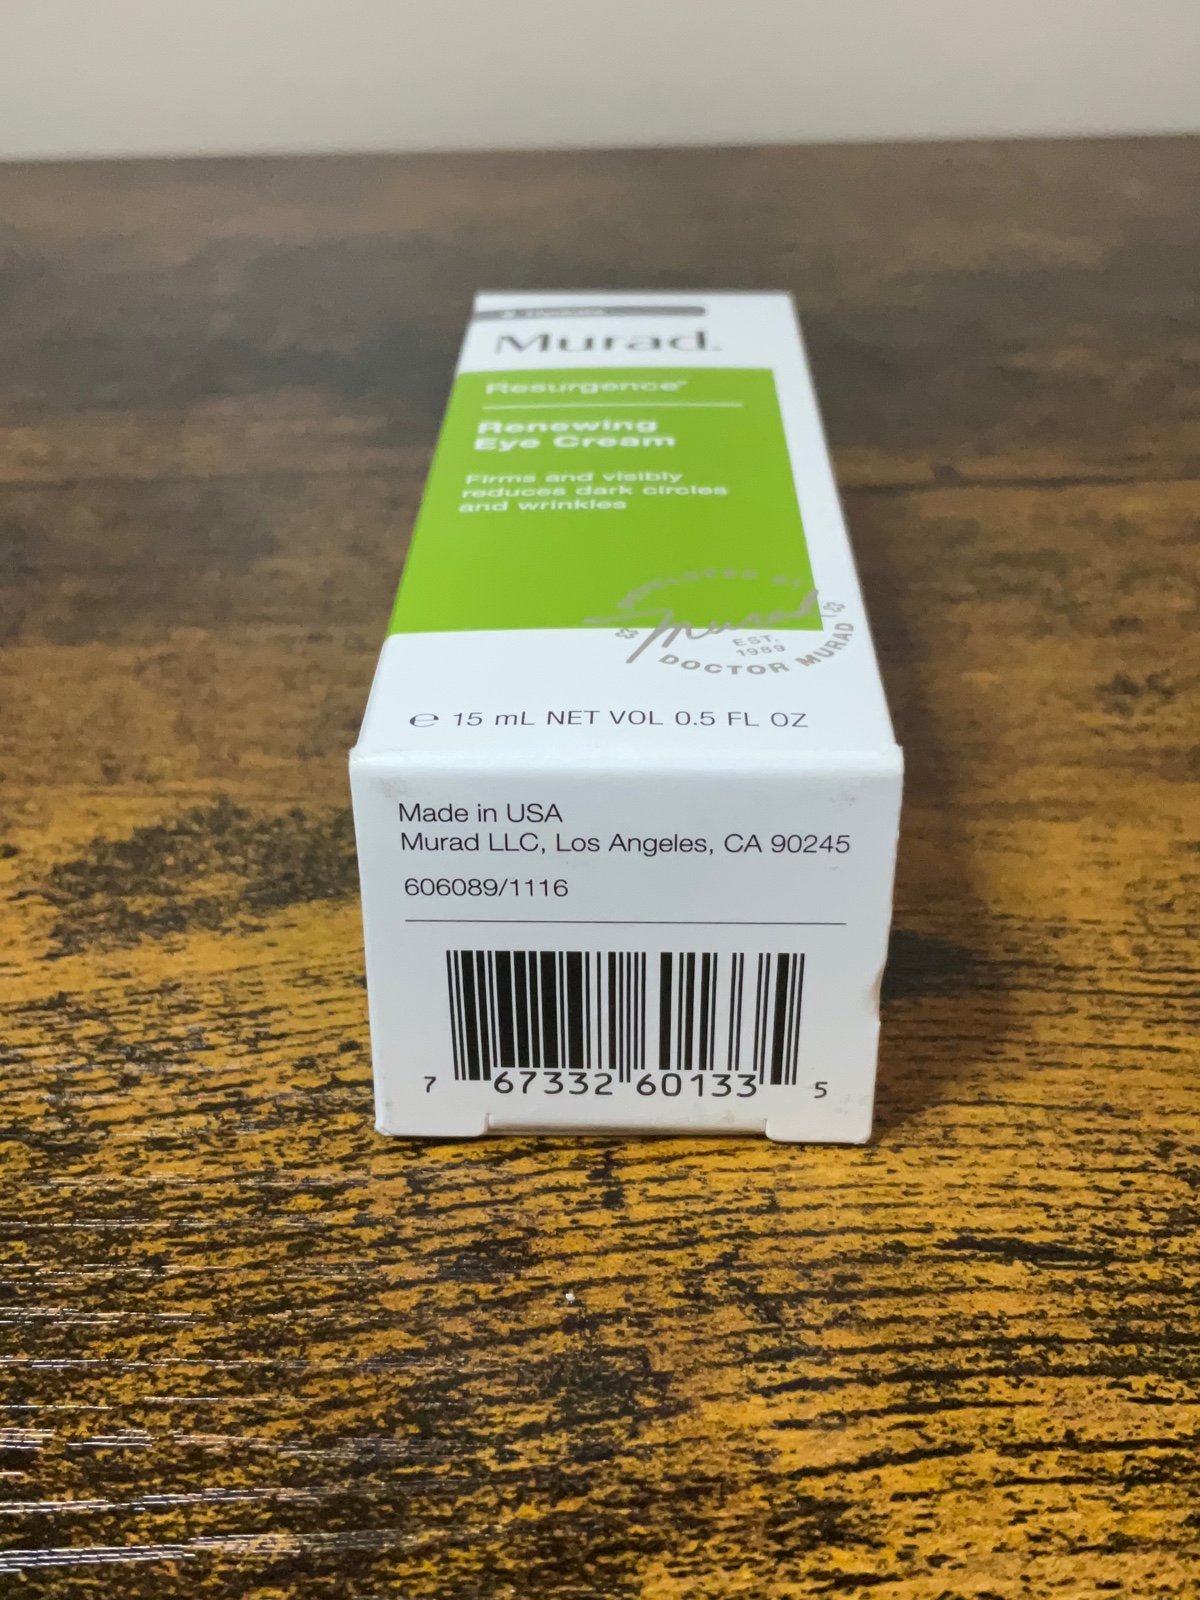 Murad.
Resurgence®
Renewing
Eye Cream
Firms and visibly
reduces dark circles
and wrinkles
Murad
EST.
1989
DOCTOR MURAD
℮ 15 mL NET VOL 0.5 FL OZ
Made in USA
Murad LLC, Los Angeles, CA 90245
606089/1116
7 67332 60133 5